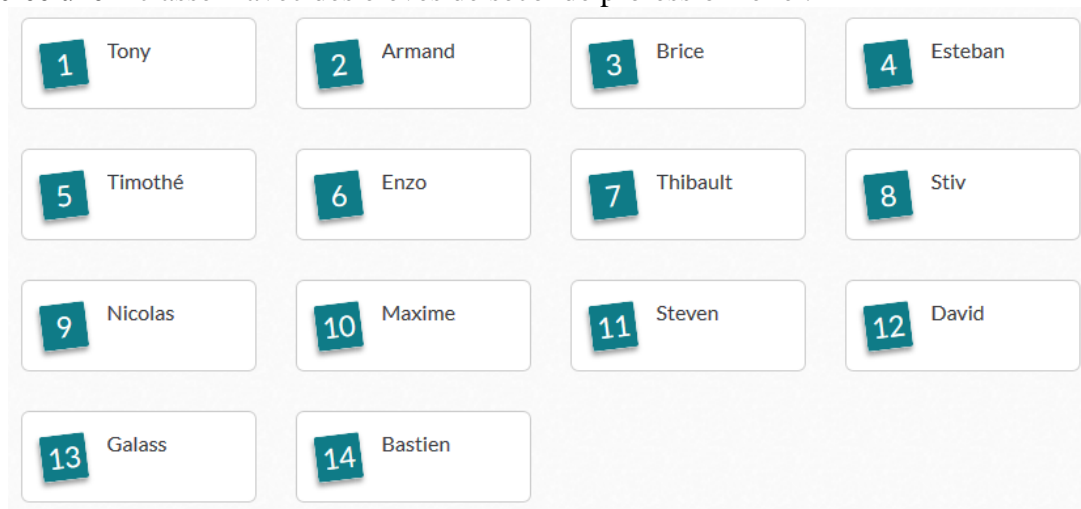 1 Tony
2 Armand
3 Brice
4 Esteban
5 Timothé
6 Enzo
7 Thibault
8 Stiv
9 Nicolas
10 Maxime
11 Steven
12 David
13 Galass
14 Bastien